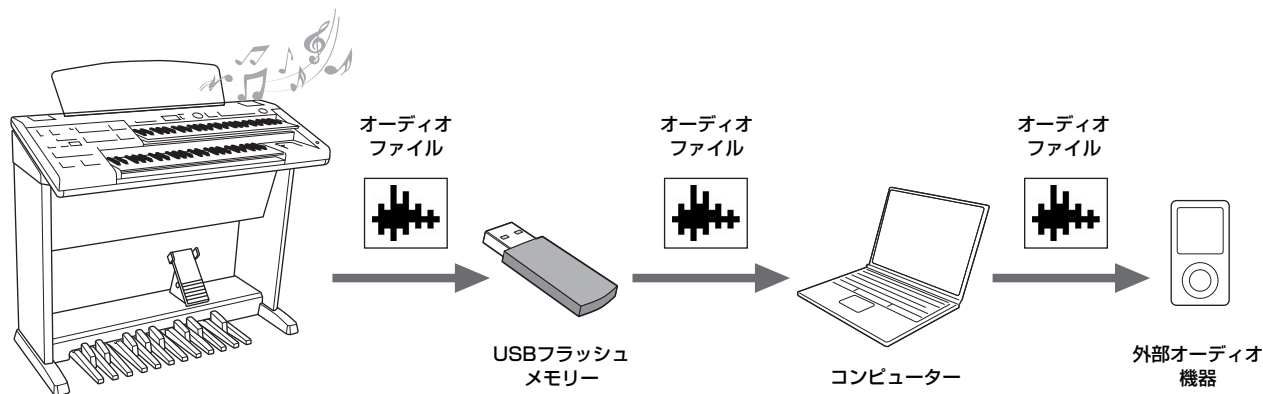 オーディオ
ファイル
オーディオ
ファイル
オーディオ
ファイル
USBフラッシュ
メモリー
コンピューター
外部オーディオ
機器